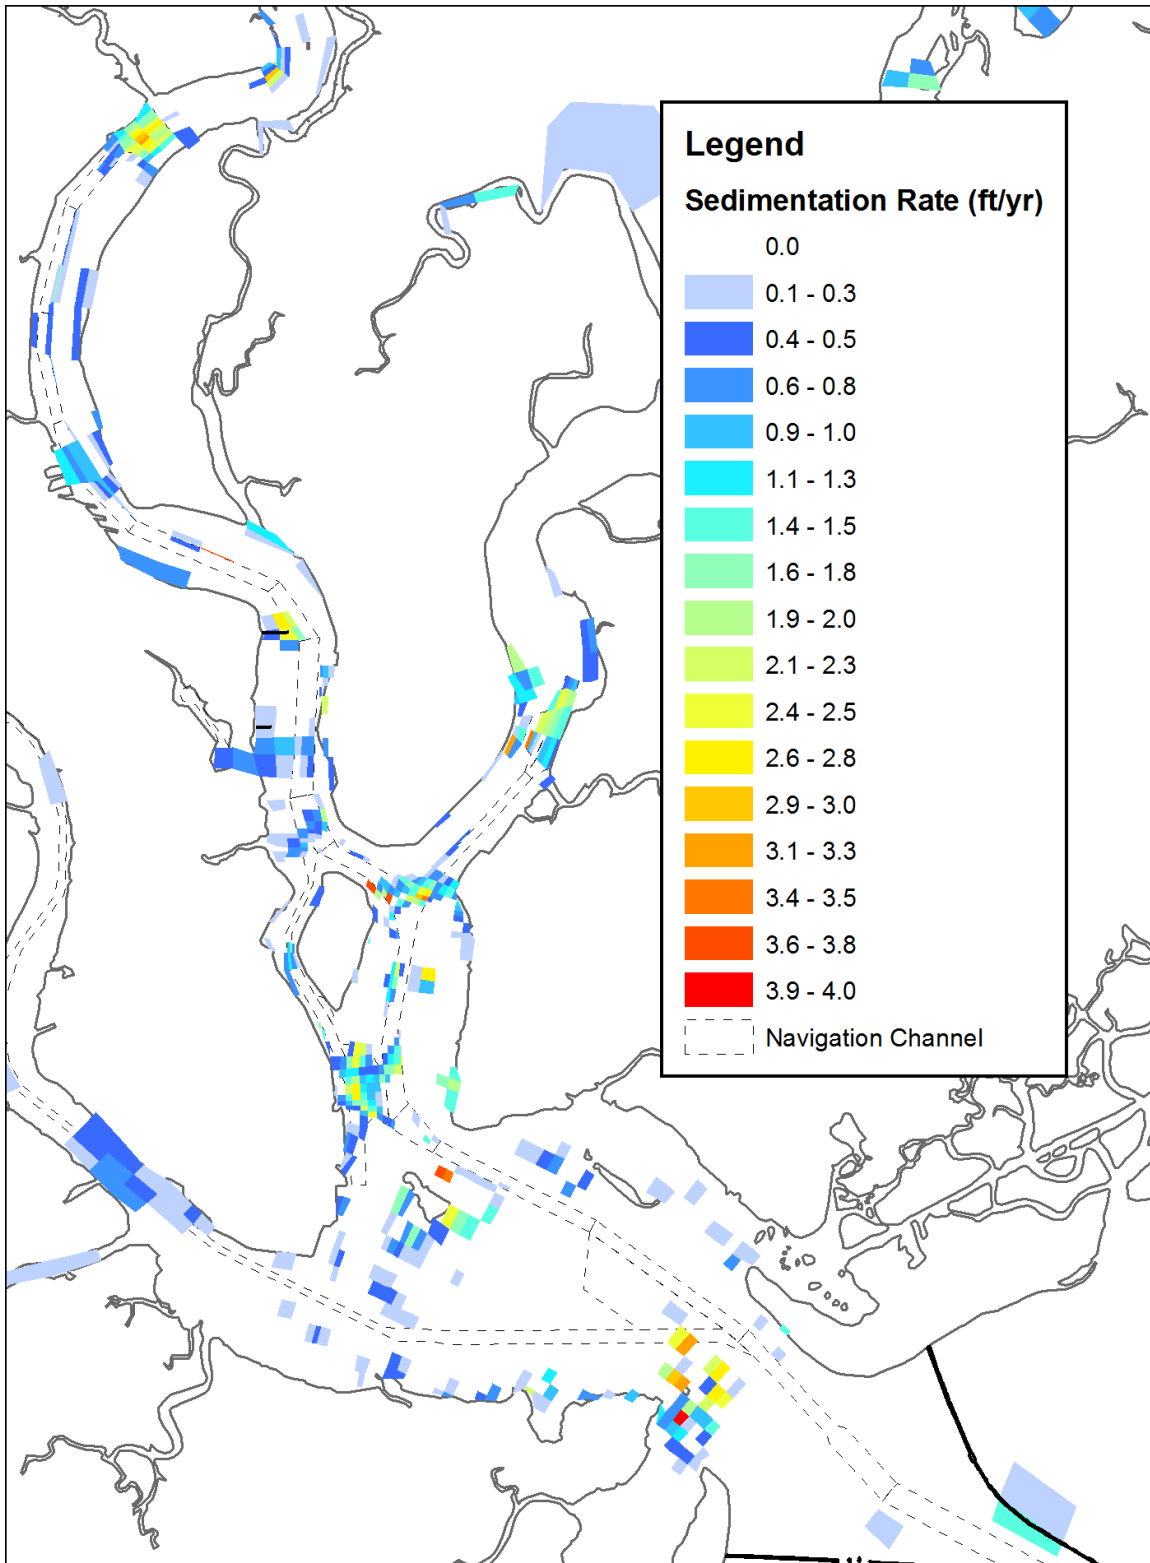 Legend
Sedimentation Rate (ft/yr)
0.0
0.1 - 0.3
0.4 - 0.5
0.6 - 0.8
0.9 - 1.0
1.1 - 1.3
1.4 - 1.5
1.6 - 1.8
1.9 - 2.0
2.1 - 2.3
2.4 - 2.5
2.6 - 2.8
2.9 - 3.0
3.1 - 3.3
3.4 - 3.5
3.6 - 3.8
3.9 - 4.0
Navigation Channel